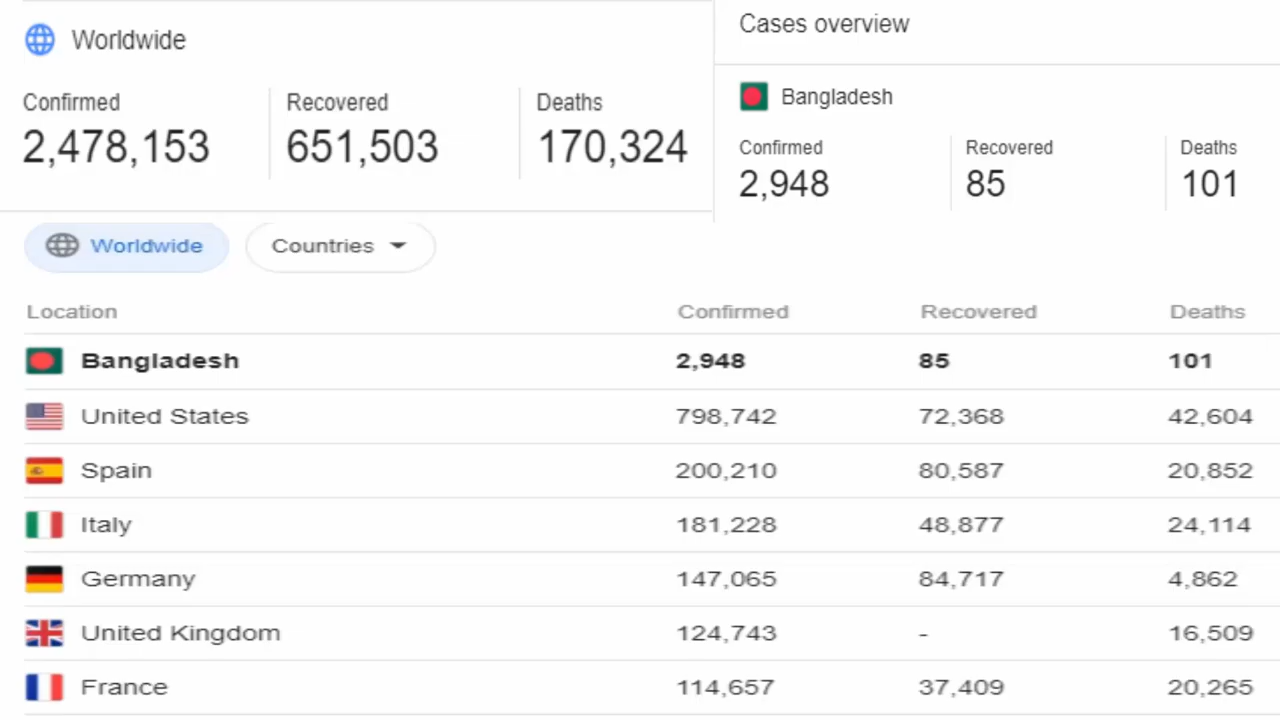 Worldwide
Confirmed Recovered Deaths
2,478,153 651,503 170,324
Cases overview
Bangladesh
Confirmed Recovered Deaths
2,948 85 101
Worldwide Countries
Location Confirmed Recovered Deaths
Bangladesh 2,948 85 101
United States 798,742 72,368 42,604
Spain 200,210 80,587 20,852
Italy 181,228 48,877 24,114
Germany 147,065 84,717 4,862
United Kingdom 124,743 - 16,509
France 114,657 37,409 20,265